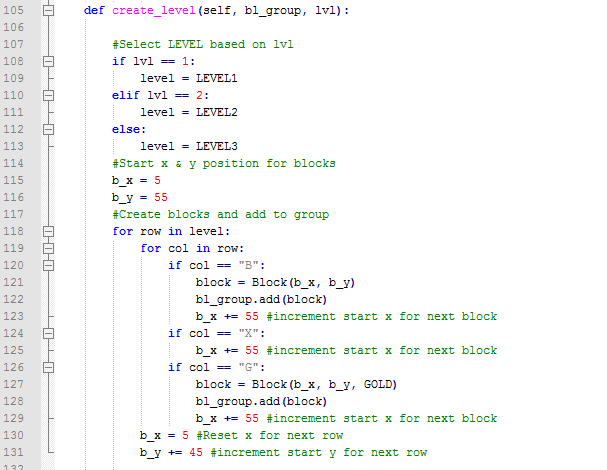 105 def create_level(self, bl_group, lvl):
106
107 #Select LEVEL based on lvl
108 if lvl == 1:
109 level = LEVEL1
110 elif lvl == 2:
111 level = LEVEL2
112 else:
113 level = LEVEL3
114 #Start x & y position for blocks
115 b_x = 5
116 b_y = 55
117 #Create blocks and add to group
118 for row in level:
119 for col in row:
120 if col == "B":
121 block = Block(b_x, b_y)
122 bl_group.add(block)
123 b_x += 55 #increment start x for next block
124 if col == "X":
125 b_x += 55 #increment start x for next block
126 if col == "G":
127 block = Block(b_x, b_y, GOLD)
128 bl_group.add(block)
129 b_x += 55 #increment start x for next block
130 b_x = 5 #Reset x for next row
131 b_y += 45 #increment start y for next row
132